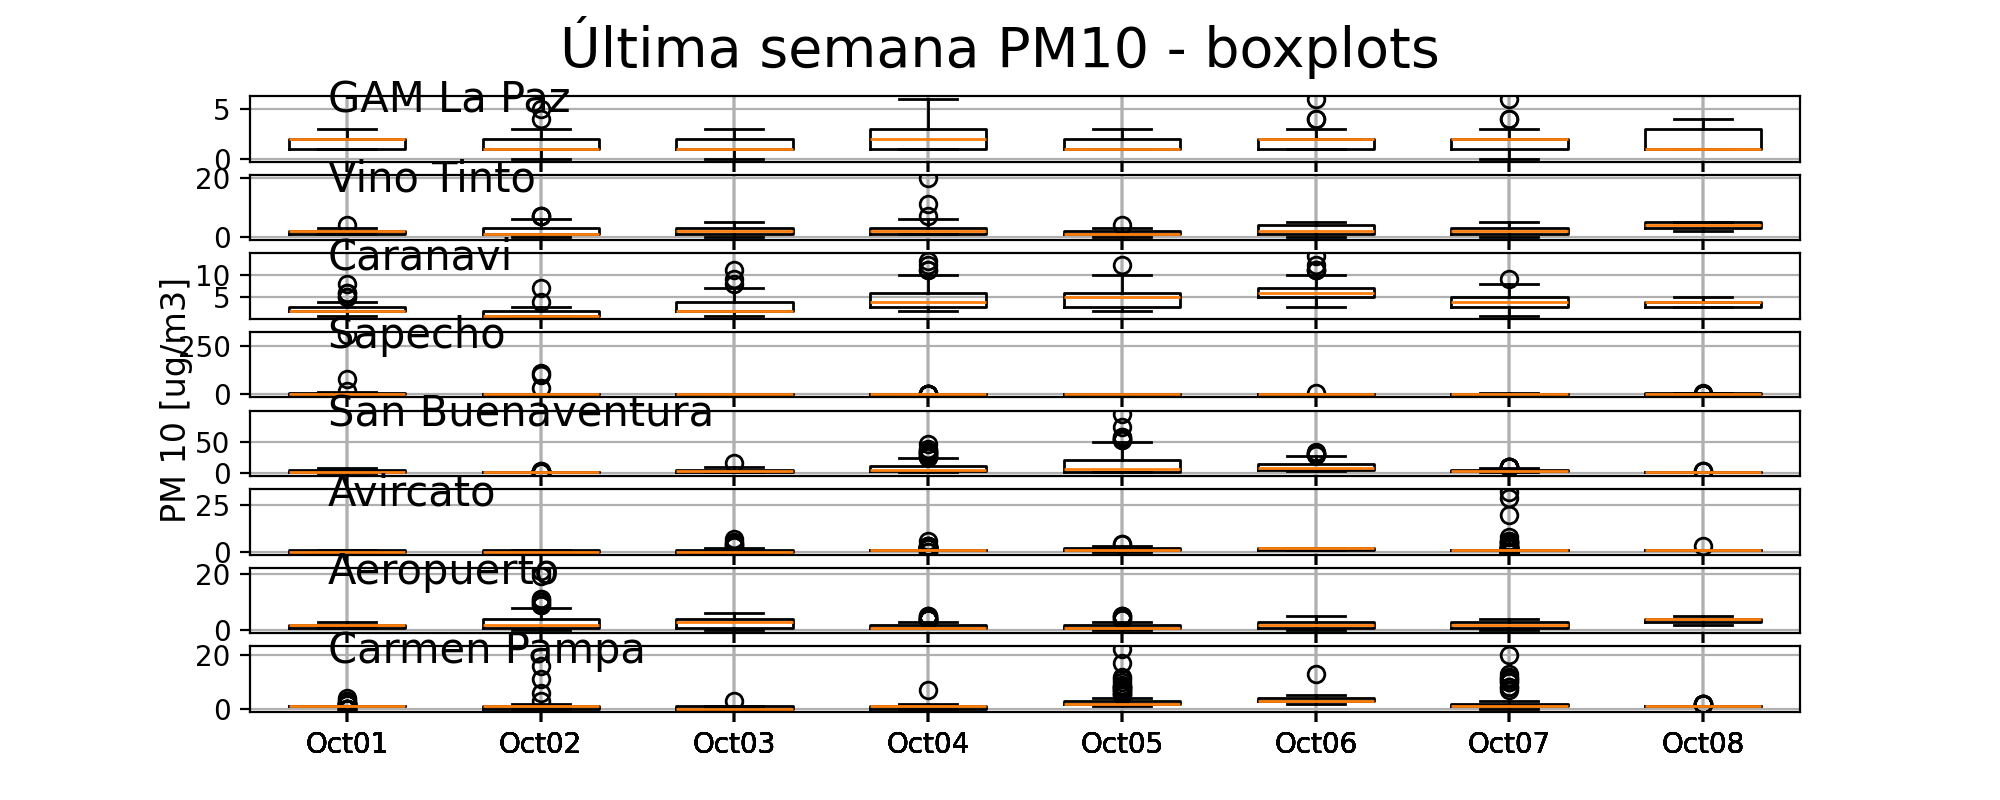 Última semana PM10 - boxplots
GAM La Paz
5
0
Vino Tinto
20
0
Caranavi
10
5
Sapecho
250
0
PM 10 [ug/m3]
San Buenaventura
50
0
Avircato
25
0
Aeropuerto
20
0
Carmen Pampa
20
0
Oct01 Oct02 Oct03 Oct04 Oct05 Oct06 Oct07 Oct08